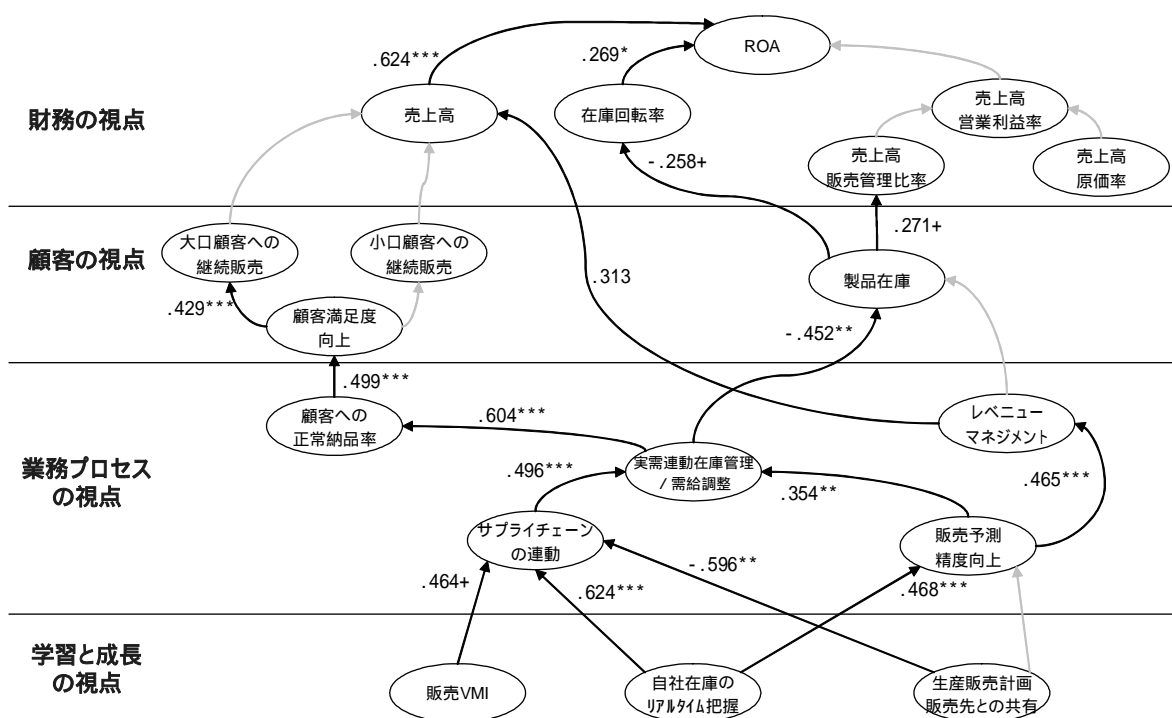 ROA
.624***
.269*
財務の視点
売上高
在庫回転率
売上高
営業利益率
-.258+
売上高
販売管理比率
売上高
原価率
顧客の視点
大口顧客への
継続販売
小口顧客への
継続販売
.271+
.313
製品在庫
.429***
顧客満足度
向上
-.452**
.499***
業務プロセス
の視点
顧客への
正常納品率
.604***
レベニュー
マネジメント
実需連動在庫管理
/ 需給調整
.496***
.354**
.465***
サプライチェーン
の連動
販売予測
精度向上
-.596**
.464+
.624***
.468***
学習と成長
の視点
販売VMI
自社在庫の
リアルタイム把握
生産販売計画
販売先との共有